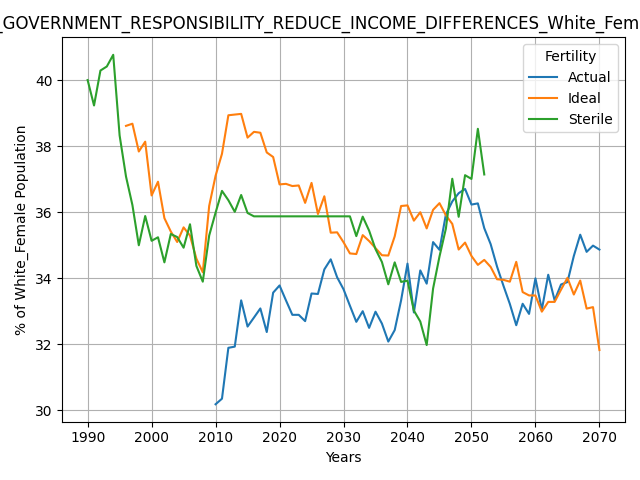 _GOVERNMENT_RESPONSIBILITY_REDUCE_INCOME_DIFFERENCES_White_Fem
Fertility
Actual
Ideal
Sterile
% of White_Female Population
40
38
36
34
32
30
1990 2000 2010 2020 2030 2040 2050 2060 2070
Years